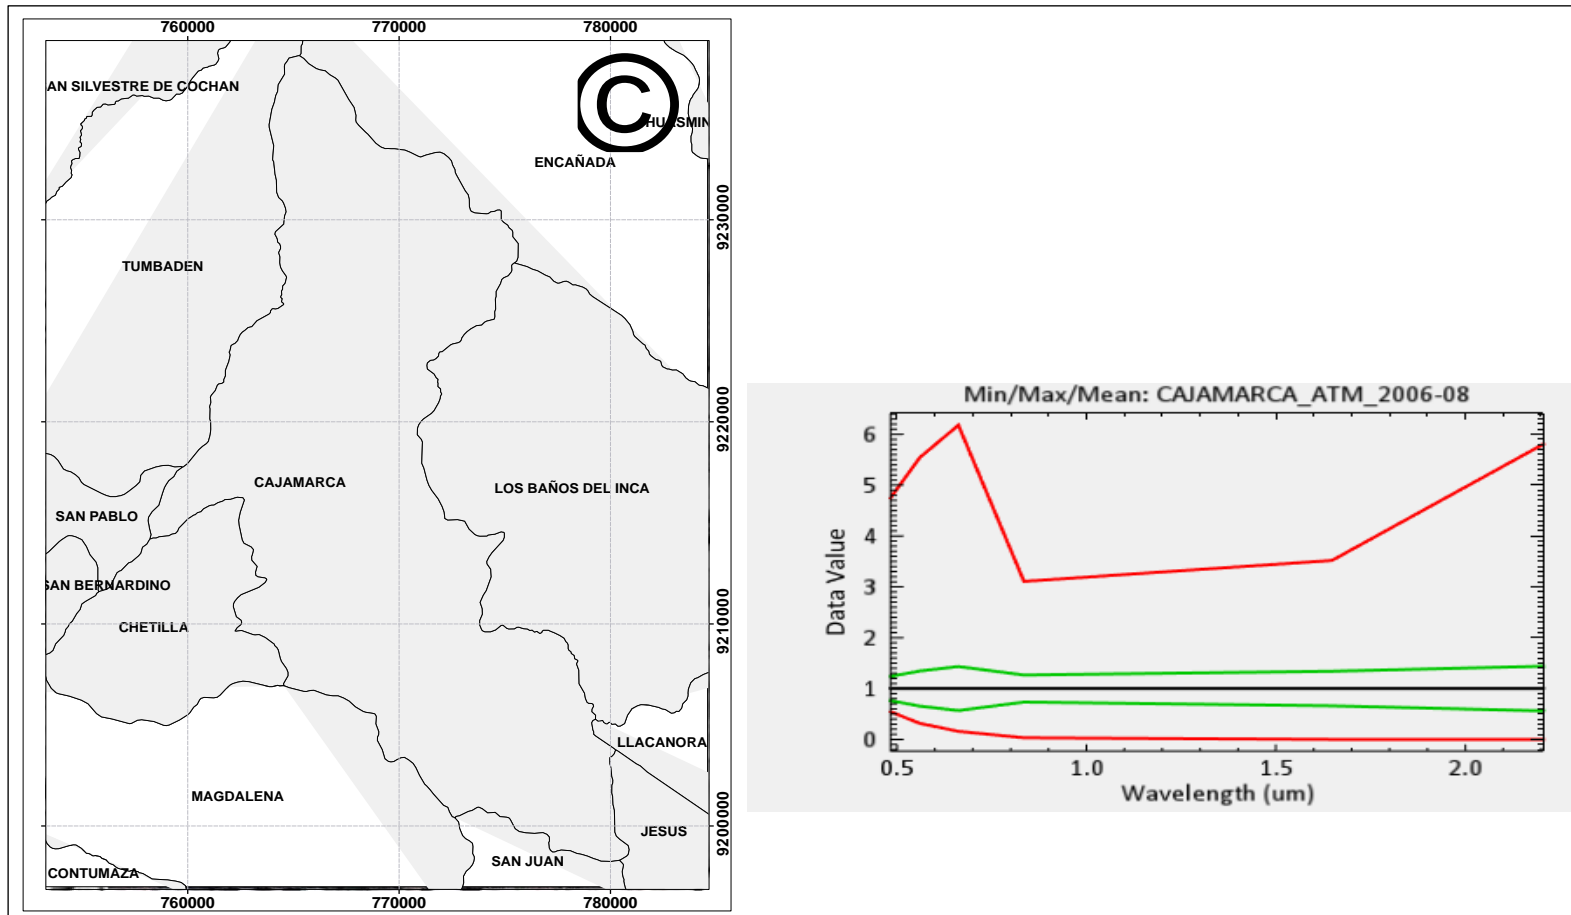 760000 770000 780000
AN SILVESTRE DE COCHAN
©
HUASMIN
ENCAÑADA
9230000
TUMBADEN
9220000
CAJAMARCA
LOS BAÑOS DEL INCA
SAN PABLO
SAN BERNARDINO
9210000
CHETILLA
LLACANORA
MAGDALENA
9200000
JESUS
SAN JUAN
CONTUMAZA
760000 770000 780000
Min/Max/Mean: CAJAMARCA_ATM_2006-08
Data Value
6
5
4
3
2
1
0
0.5 1.0 1.5 2.0
Wavelength (um)